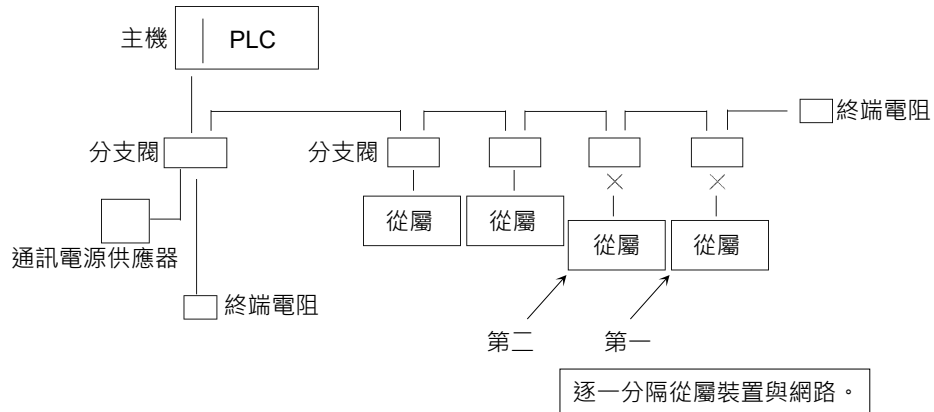 主機
PLC
終端電阻
分支閥
分支閥
從屬
從屬
從屬
從屬
通訊電源供應器
終端電阻
第二
第一
逐一分隔從屬裝置與網路。